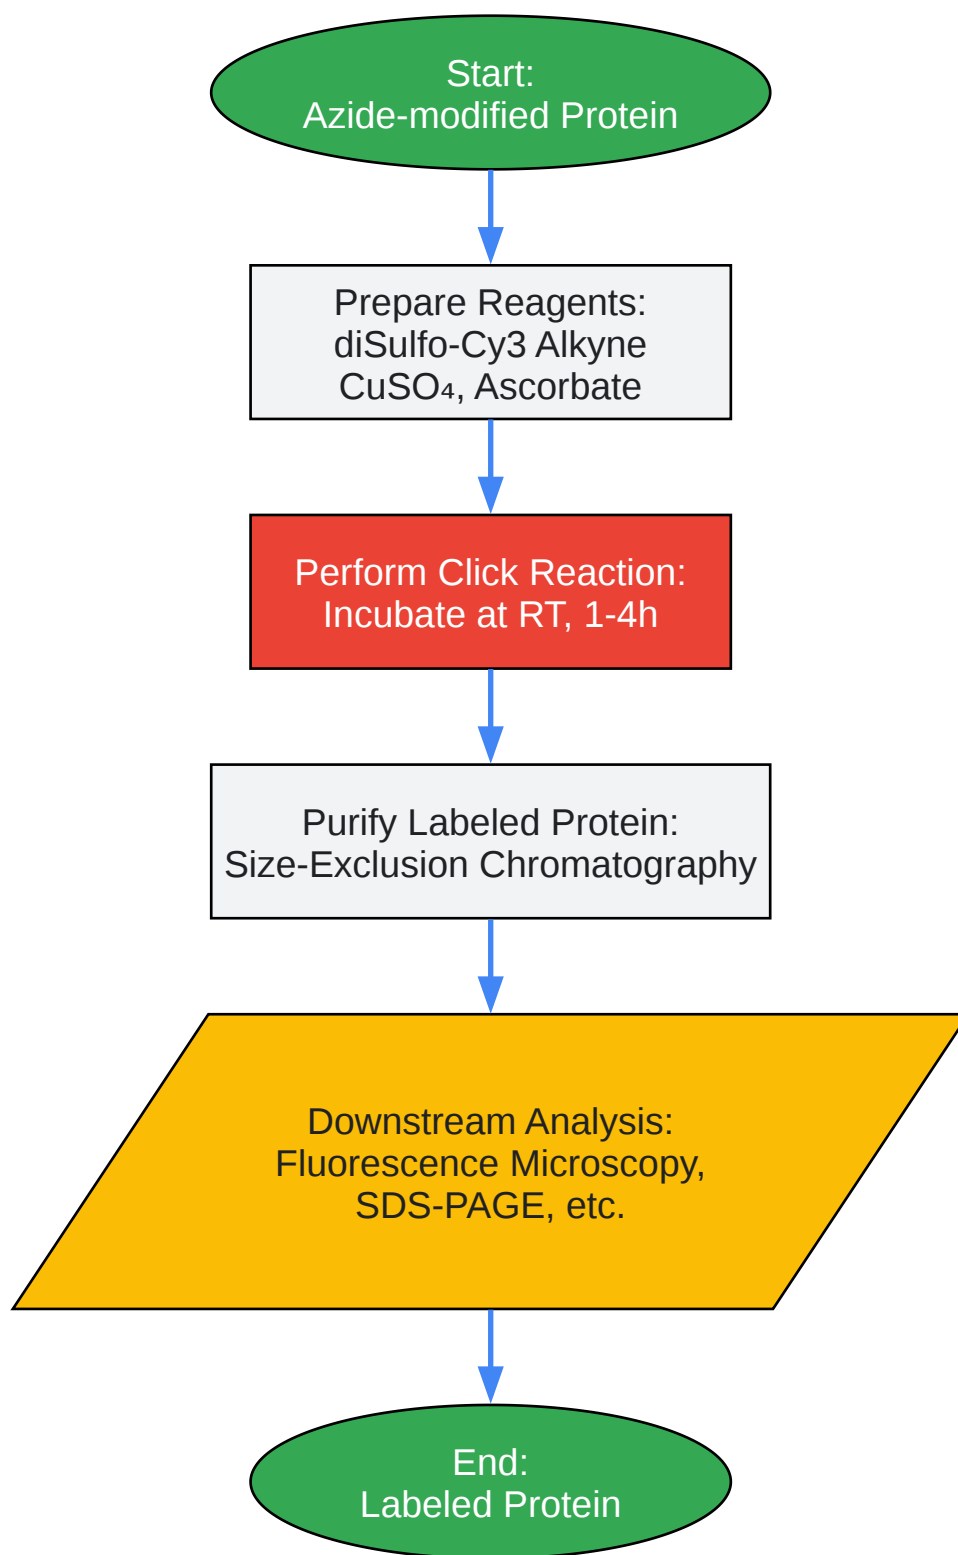 Start:
Azide-modified Protein
Prepare Reagents:
diSulfo-Cy3 Alkyne
CuSO₄, Ascorbate
Perform Click Reaction:
Incubate at RT, 1-4h
Purify Labeled Protein:
Size-Exclusion Chromatography
Downstream Analysis:
Fluorescence Microscopy,
SDS-PAGE, etc.
End:
Labeled Protein